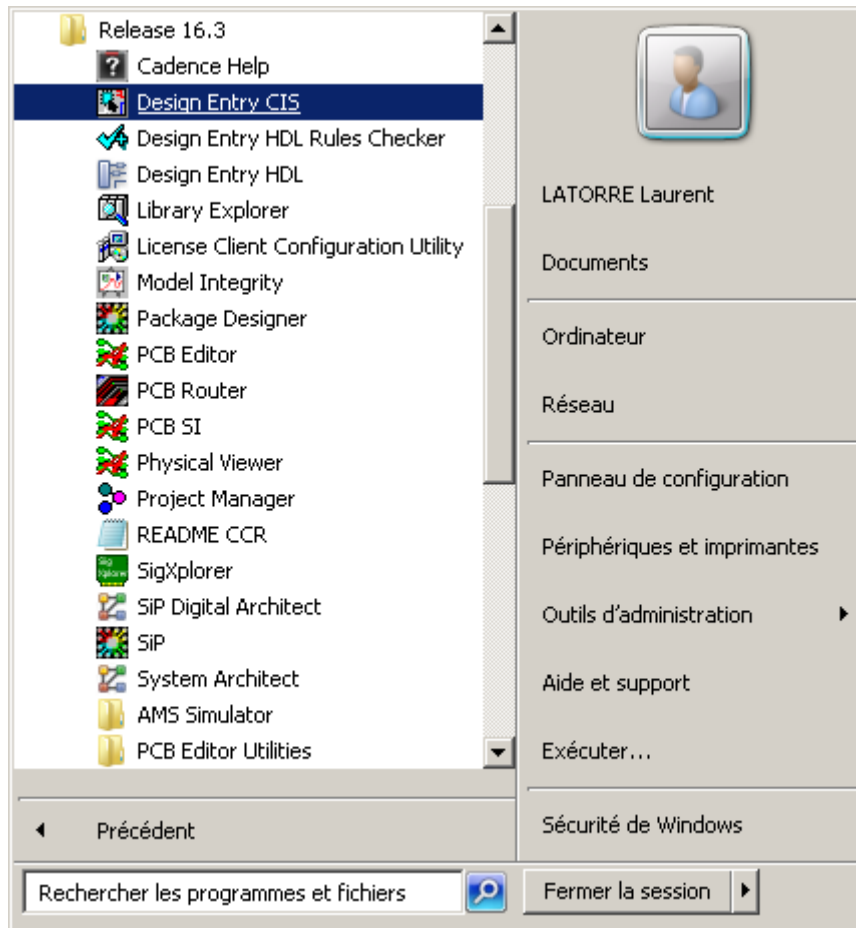 Release 16.3
Cadence Help
Design Entry CIS
Design Entry HDL Rules Checker
Design Entry HDL
Library Explorer
License Client Configuration Utility
Model Integrity
Package Designer
PCB Editor
PCB Router
PCB SI
Physical Viewer
Project Manager
README CCR
SigXplorer
SiP Digital Architect
SiP
System Architect
AMS Simulator
PCB Editor Utilities
Précédent
Rechercher les programmes et fichiers
LATORRE Laurent
Documents
Ordinateur
Réseau
Panneau de configuration
Périphériques et imprimantes
Outils d'administration
Aide et support
Exécuter...
Sécurité de Windows
Fermer la session